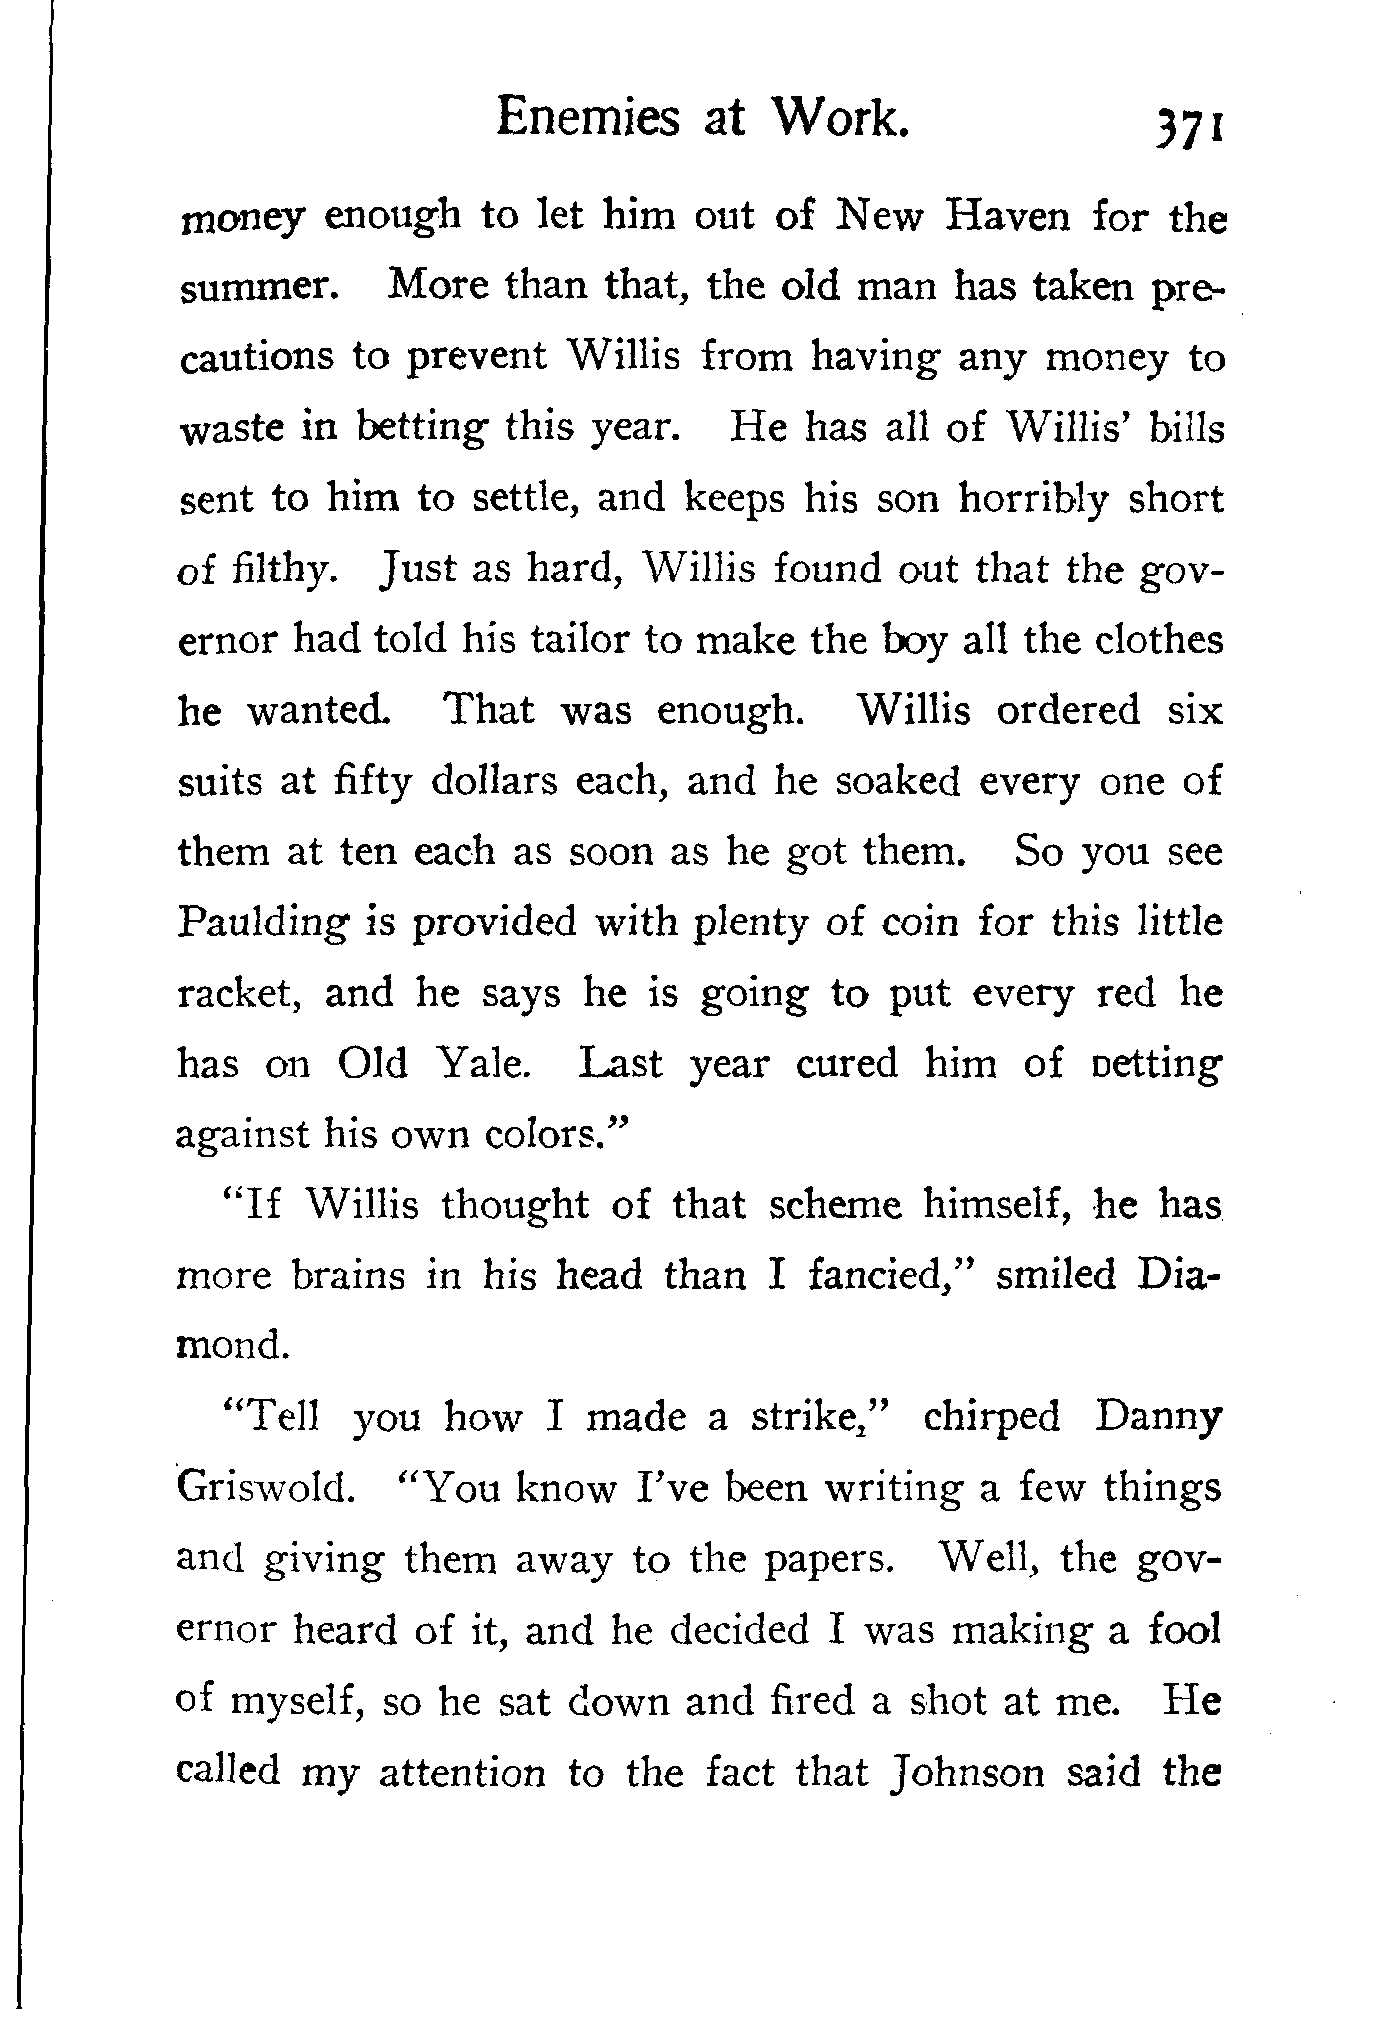 Enemies at Work. 371
money enough to let him out of New Haven for the
summer. More than that, the old man has taken pre-
cautions to prevent Willis from having any money to
waste in betting this year. He has all of Willis' bills
sent to him to settle, and keeps his son horribly short
of filthy. Just as hard, Willis found out that the gov-
ernor had told his tailor to make the boy all the clothes
he wanted. That was enough. Willis ordered six
suits at fifty dollars each, and he soaked every one of
them at ten each as soon as he got them. So you see
Paulding is provided with plenty of coin for this little
racket, and he says he is going to put every red he
has on Old Yale. Last year cured him of betting
against his own colors."
"If Willis thought of that scheme himself, he has
more brains in his head than I fancied," smiled Dia-
mond.
"Tell you how I made a strike," chirped Danny
Griswold. "You know I've been writing a few things
and giving them away to the papers. Well, the gov-
ernor heard of it, and he decided I was making a fool
of myself, so he sat down and fired a shot at me. He
called my attention to the fact that Johnson said the